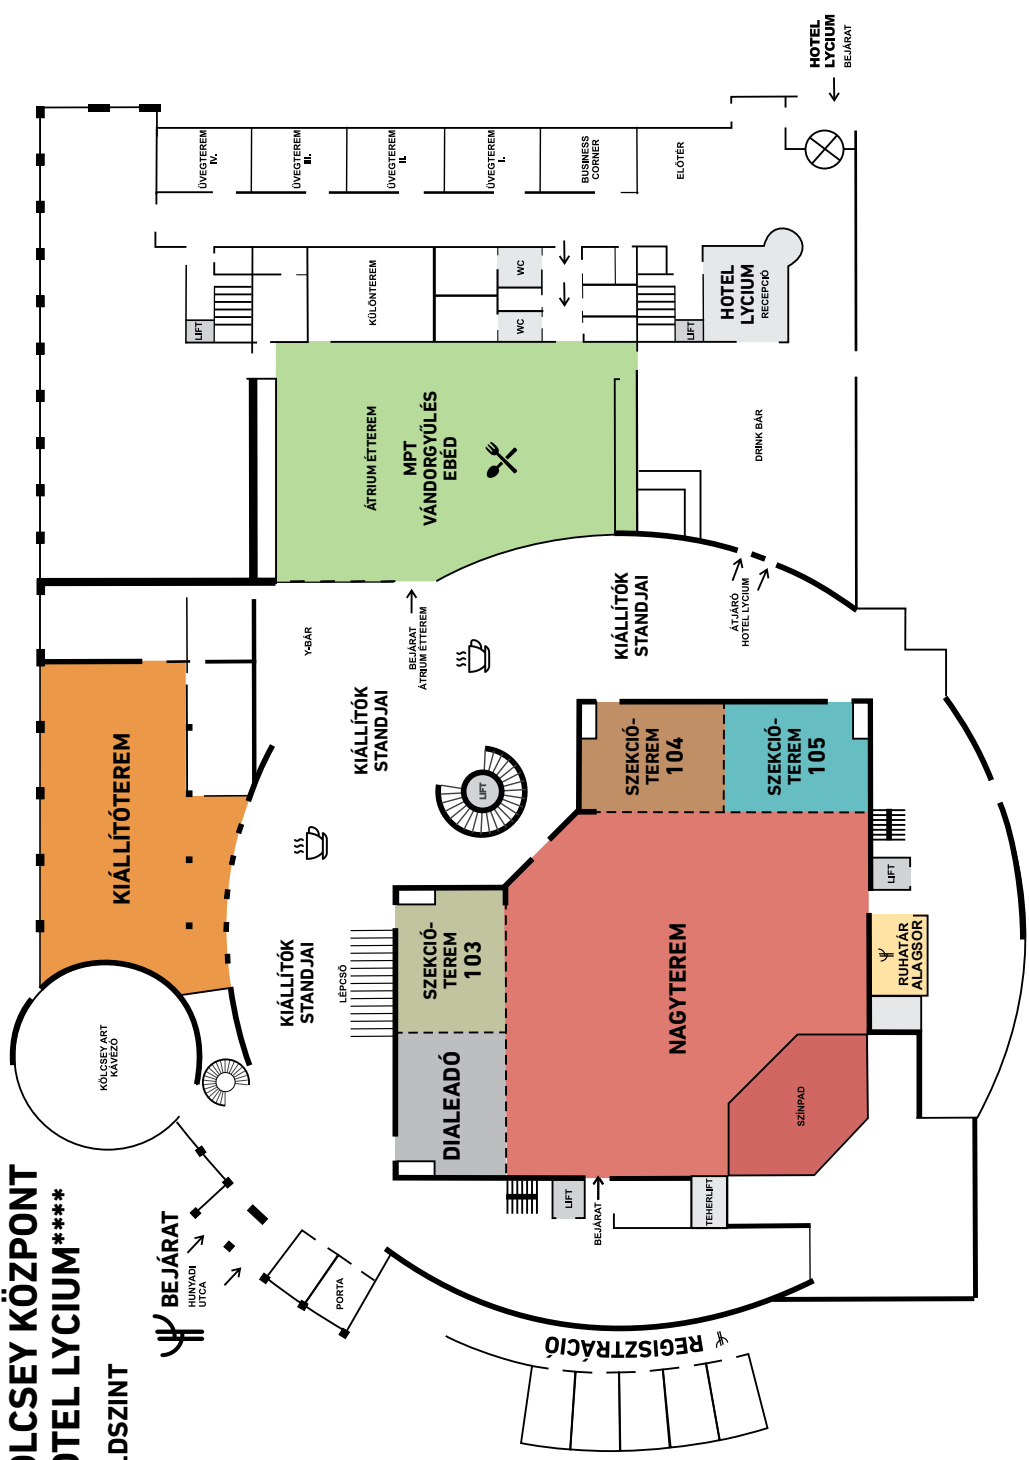 ÖLCSEY KÖZPONT
OTEL LYCIUM****
LDSZINT
BEJÁRAT
HUNYADI
UTCA
PORTA
REGISZTRÁCIÓ
KÖLCSEY ART
KÁVÉZÓ
KIÁLLÍTÓTEREM
KIÁLLÍTÓK
STANDJAI
LÉPCSŐ
DIALEADÓ
SZEKCIÓ-
TEREM
103
LIFT
BEJÁRAT
TEHERLIFT
SZÍNPAD
NAGYTEREM
RUHATÁR
ALAGSOR
LIFT
SZEKCIÓ-
TEREM
104
SZEKCIÓ-
TEREM
105
LIFT
KIÁLLÍTÓK
STANDJAI
Y-BÁR
BEJÁRAT
ÁTRIUM ÉTTEREM
KIÁLLÍTÓK
STANDJAI
ÁTJÁRÓ
HOTEL LYCIUM
ÁTRIUM ÉTTEREM
MPT
VÁNDORGYŰLÉS
EBÉD
DRINK BÁR
LIFT
KÜLÖNTEREM
WC
WC
LIFT
HOTEL
LYCIUM
RECEPCIÓ
ÜVEGTEREM
IV.
ÜVEGTEREM
III.
ÜVEGTEREM
II.
ÜVEGTEREM
I.
BUSINESS
CORNER
ELŐTÉR
HOTEL
LYCIUM
BEJÁRAT